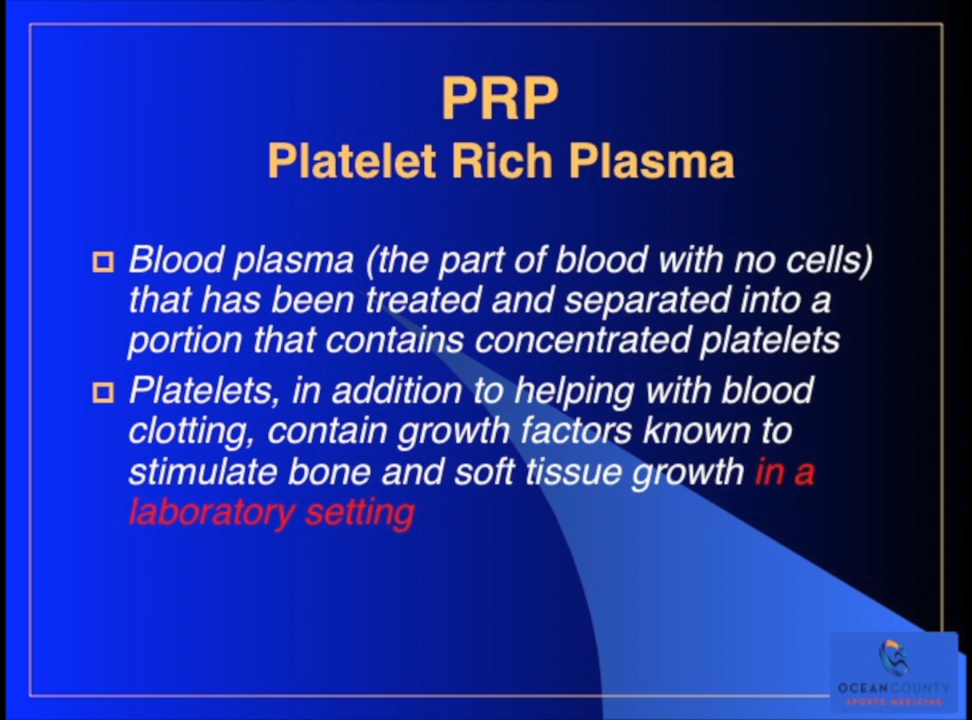 PRP
Platelet Rich Plasma
Blood plasma (the part of blood with no cells)
that has been treated and separated into a
portion that contains concentrated platelets
Platelets, in addition to helping with blood
clotting, contain growth factors known to
stimulate bone and soft tissue growth in a
laboratory setting
OCEAN COUNTY
SPORTS MEDICINE